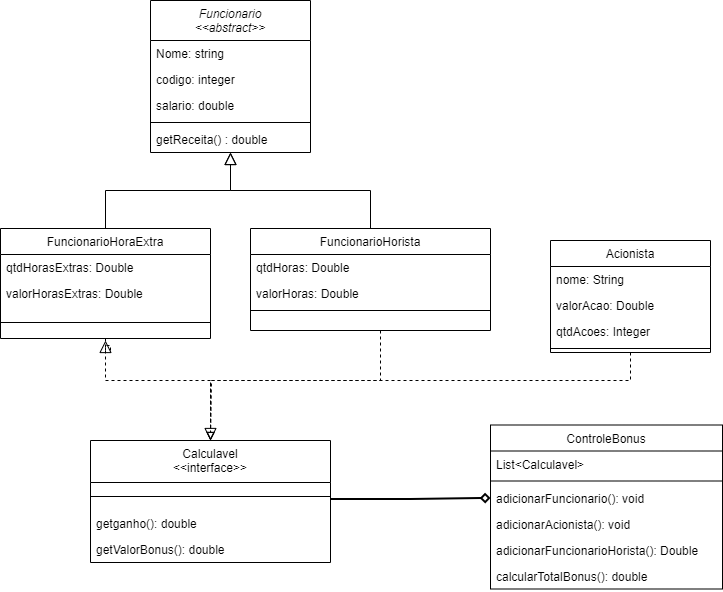 Funcionario
<<abstract>>
Nome: string
codigo: integer
salario: double
getReceita() : double
FuncionarioHoraExtra
qtdHorasExtras: Double
valorHorasExtras: Double
FuncionarioHorista
qtdHoras: Double
valorHoras: Double
Acionista
nome: String
valorAcao: Double
qtdAcoes: Integer
Calculavel
<<interface>>
getganho(): double
getValorBonus(): double
ControleBonus
List<Calculavel>
adicionarFuncionario(): void
adicionarAcionista(): void
adicionarFuncionarioHorista(): Double
calcularTotalBonus(): double